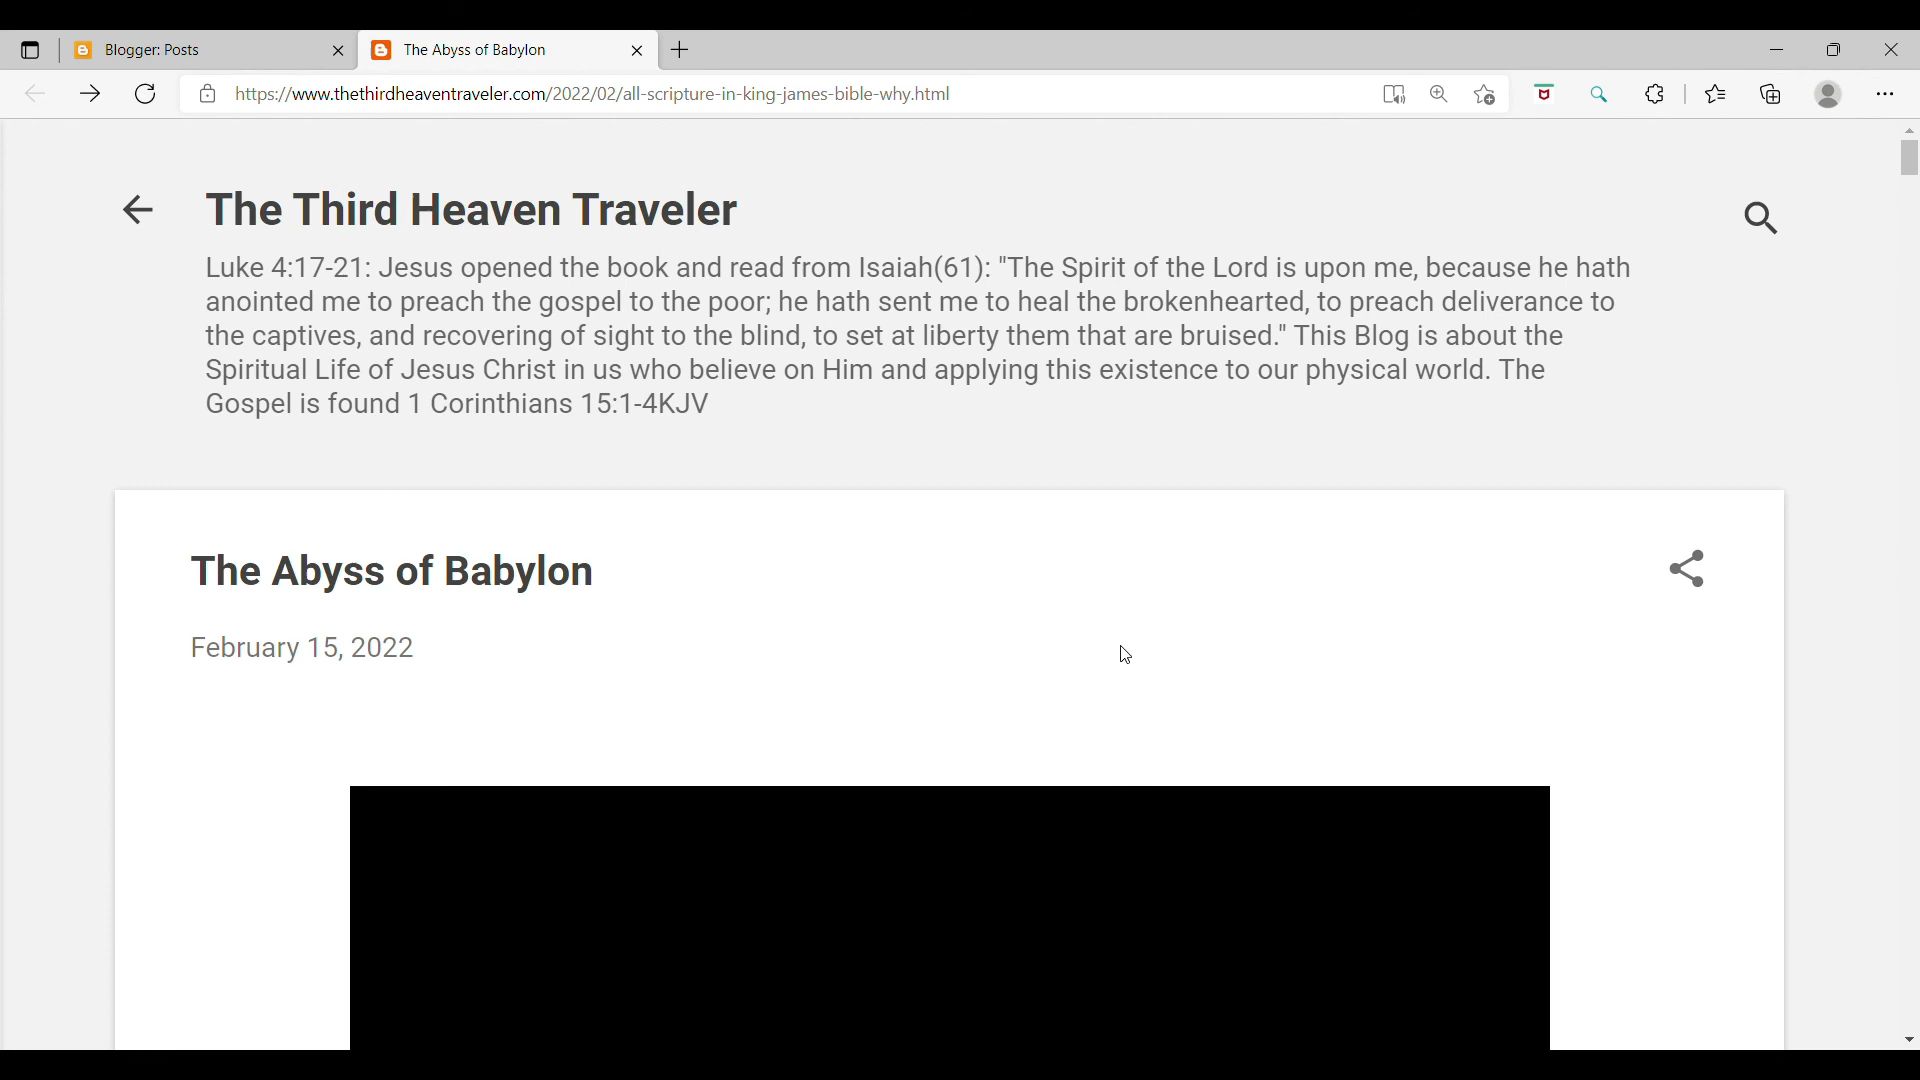 Blogger: Posts
The Abyss of Babylon
https://www.thethirdheaventraveler.com/2022/02/all-scripture-in-king-james-bible-why.html
The Third Heaven Traveler
Luke 4:17-21: Jesus opened the book and read from Isaiah(61): "The Spirit of the Lord is upon me, because he hath
anointed me to preach the gospel to the poor; he hath sent me to heal the brokenhearted, to preach deliverance to
the captives, and recovering of sight to the blind, to set at liberty them that are bruised." This Blog is about the
Spiritual Life of Jesus Christ in us who believe on Him and applying this existence to our physical world. The
Gospel is found 1 Corinthians 15:1-4KJV
The Abyss of Babylon
February 15, 2022